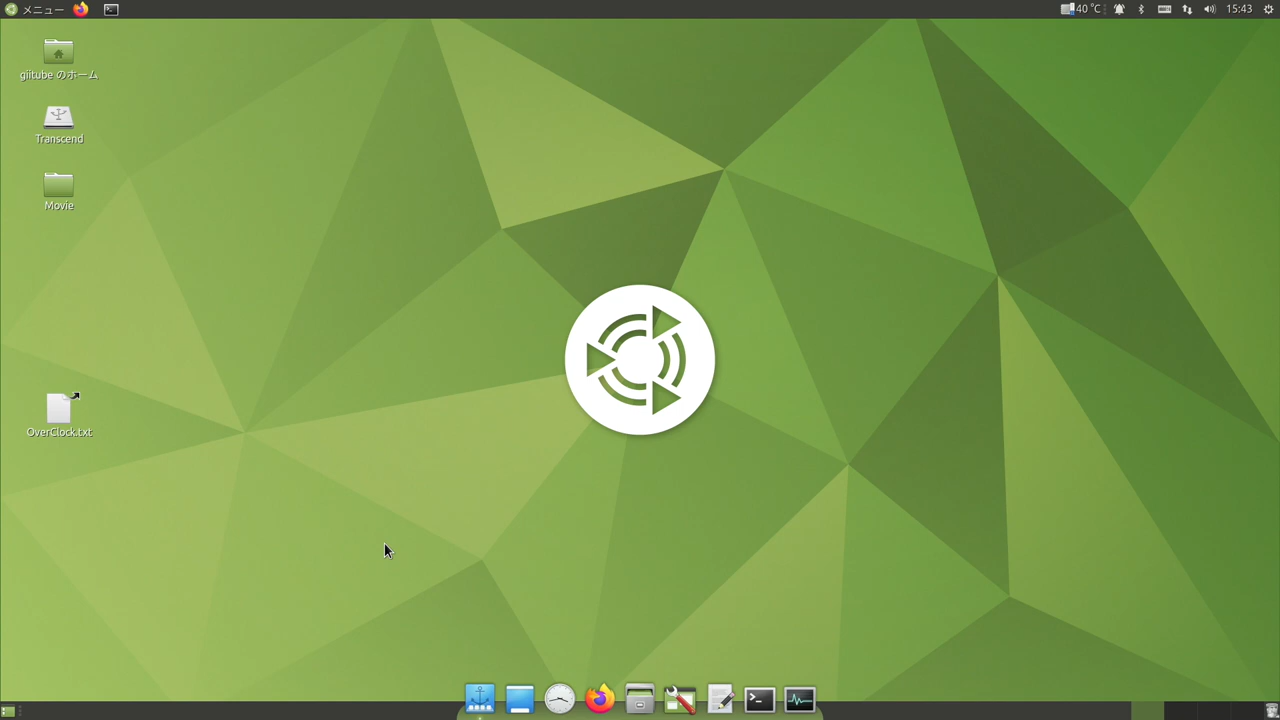 メニュー
40 ℃
15:43
giitube のホーム
Transcend
Movie
OverClock.txt